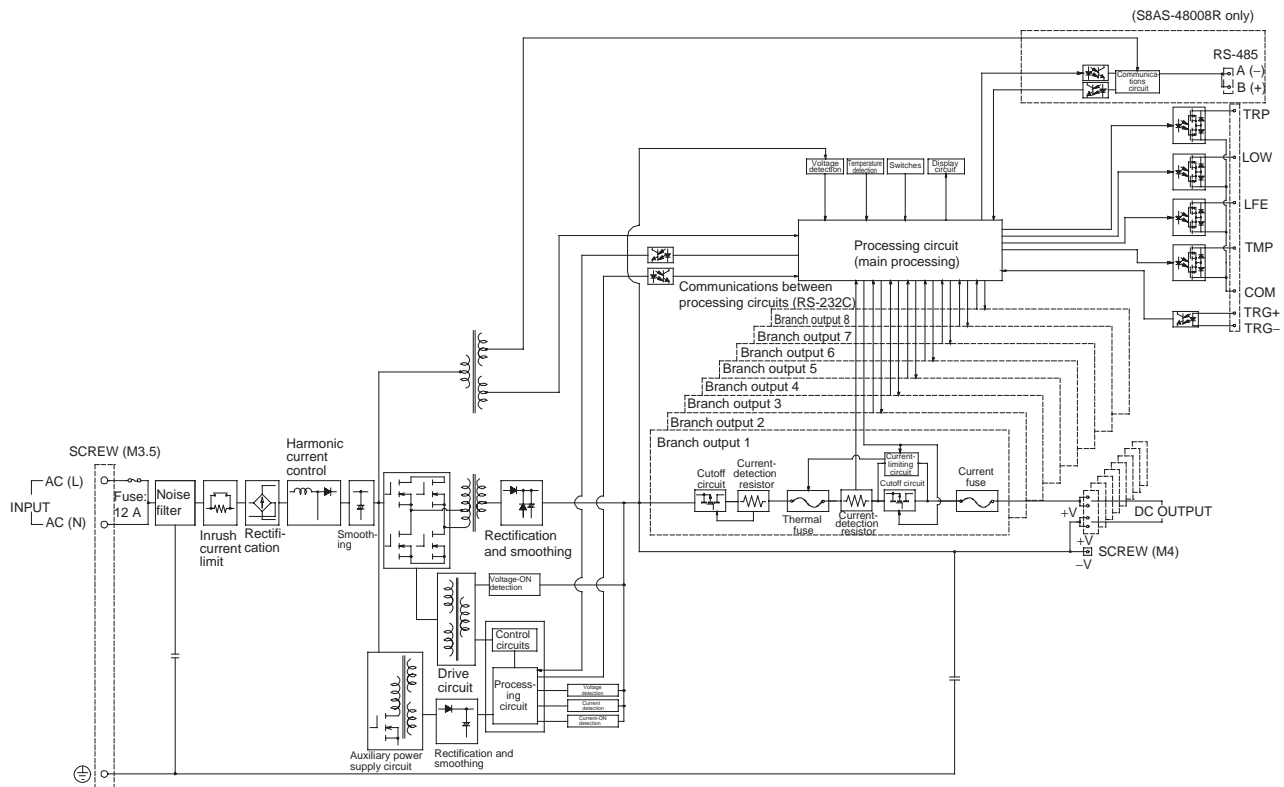 (S8AS-48008R only)
RS-485
A (−)
B (+)
Communica-
tions
circuit
TRP
LOW
LFE
TMP
COM
TRG+
TRG−
Voltage
detection
Temperature
detection
Switches
Display
circuit
Processing circuit
(main processing)
Communications between
processing circuits (RS-232C)
Branch output 8
Branch output 7
Branch output 6
Branch output 5
Branch output 4
Branch output 3
Branch output 2
Branch output 1
Cutoff
circuit
Current-
detection
resistor
Thermal
fuse
Current-
detection
resistor
Current-
limiting
circuit
Cutoff circuit
Current
fuse
+V
+V
−V
DC OUTPUT
SCREW (M4)
SCREW (M3.5)
INPUT
AC (L)
AC (N)
Fuse:
12 A
Noise
filter
Inrush
current
limit
Rectifi-
cation
Harmonic
current
control
Smooth-
ing
Rectification
and smoothing
Voltage-ON
detection
Drive
circuit
Control
circuits
Process-
ing
circuit
Voltage
detection
Current
detection
Current-ON
detection
Auxiliary power
supply circuit
Rectification and
smoothing